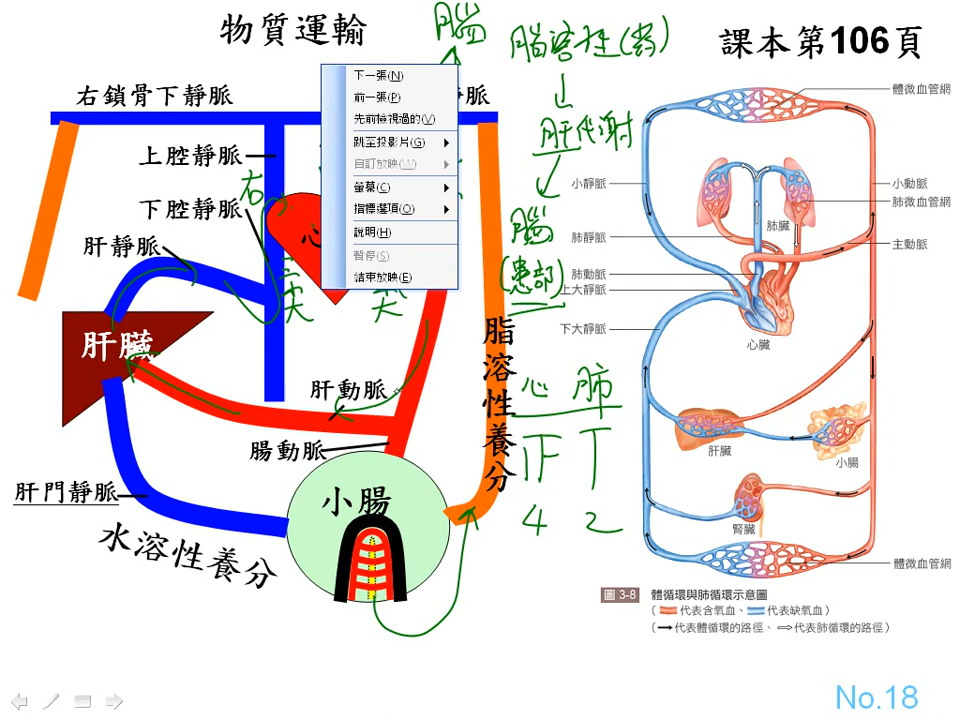 物質運輸
腦
脂溶性(藥)
課本第106頁
右鎖骨下靜脈
靜脈
下一張(N)
前一張(P)
先前檢視過的(V)
跳至投影片(G)
自訂放映(W)
螢幕(C)
指標選項(O)
說明(H)
暫停(S)
結束放映(E)
上腔靜脈
下腔靜脈
肝靜脈
右
心
肝代謝
腦
(患部)
肝臟
肝動脈
腸動脈
肝門靜脈
小腸
水溶性養分
脂溶性養分
心 肺
正 T
4 2
體微血管網
小靜脈
小動脈
肺微血管網
肺臟
肺靜脈
主動脈
肺動脈
上大靜脈
下大靜脈
心臟
肝臟
小腸
腎臟
體微血管網
圖 3-8 體循環與肺循環示意圖
(代表含氧血、代表缺氧血)
(代表體循環的路徑、代表肺循環的路徑)
No.18